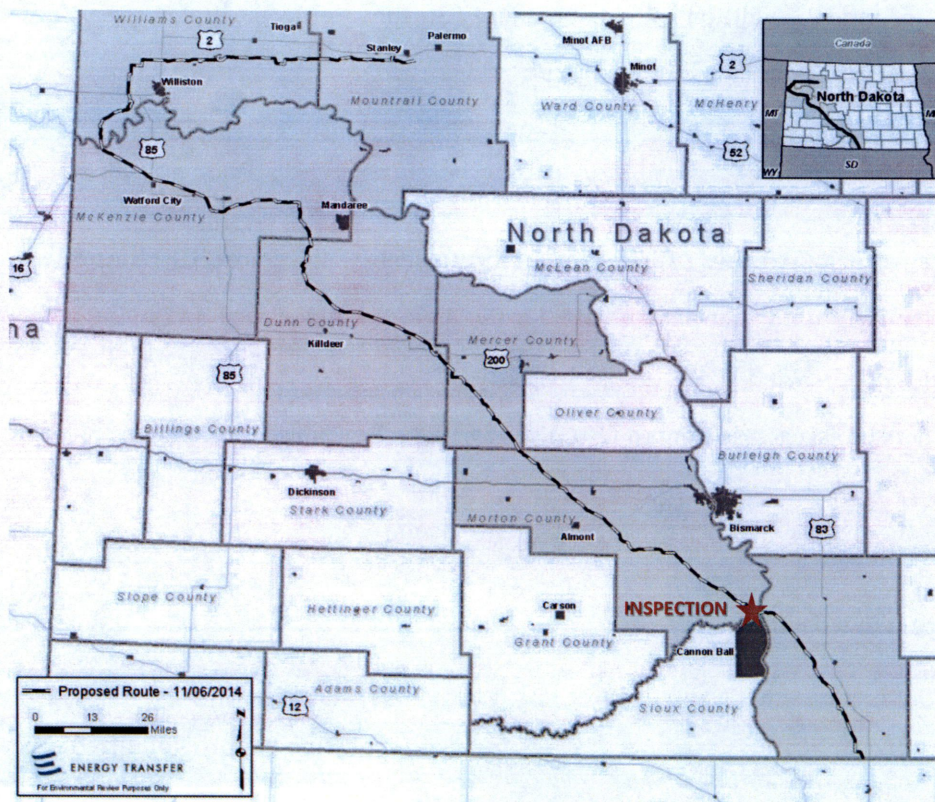 Williams County
Tioga
2
Stanley
Palermo
Minot AFB
Minot
2
Canada
Williston
Mountrail County
Ward County
McHenry
North Dakota
MT
85
52
WY
SD
Watford City
McKenzie County
Mandaree
North Dakota
McLean County
Sheridan County
16
na
Dunn County
Killdeer
Mercer County
200
85
Oliver County
Billings County
Burleigh County
Dickinson
Stark County
Morton County
Almont
Bismarck
83
Slope County
Hettinger County
Carson
INSPECTION
Grant County
Cannon Ball
Adams County
12
Sioux County
Proposed Route - 11/06/2014
0 13 26
Miles
N
ENERGY TRANSFER
For Environmental Review Purposes Only